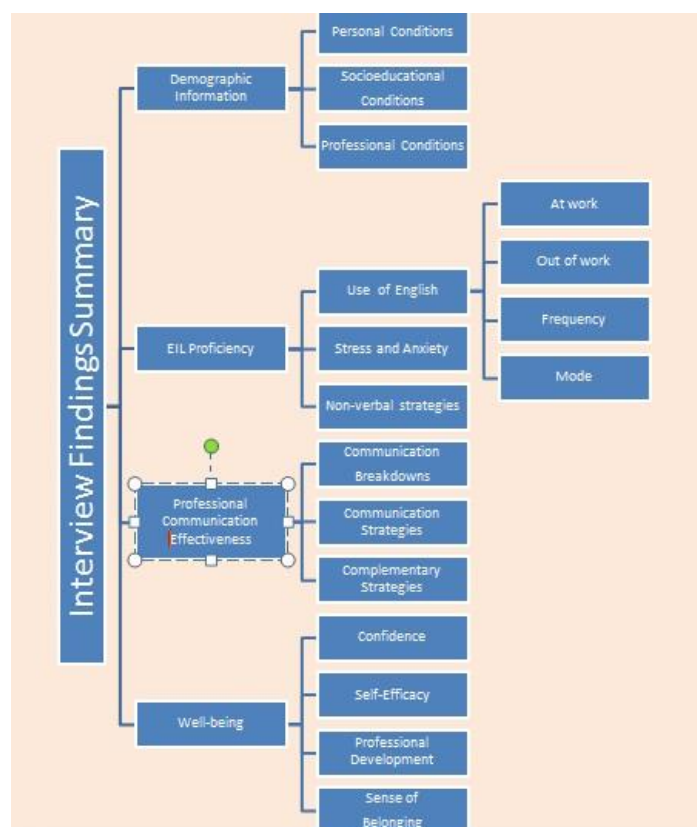 Interview Findings Summary
Demographic
Information
Personal Conditions
Socioeducational
Conditions
Professional Conditions
EIL Proficiency
Use of English
At work
Out of work
Frequency
Mode
Stress and Anxiety
Non-verbal strategies
Professional
Communication
Effectiveness
Communication
Breakdowns
Communication
Strategies
Complementary
Strategies
Well-being
Confidence
Self-Efficacy
Professional
Development
Sense of
Belonging